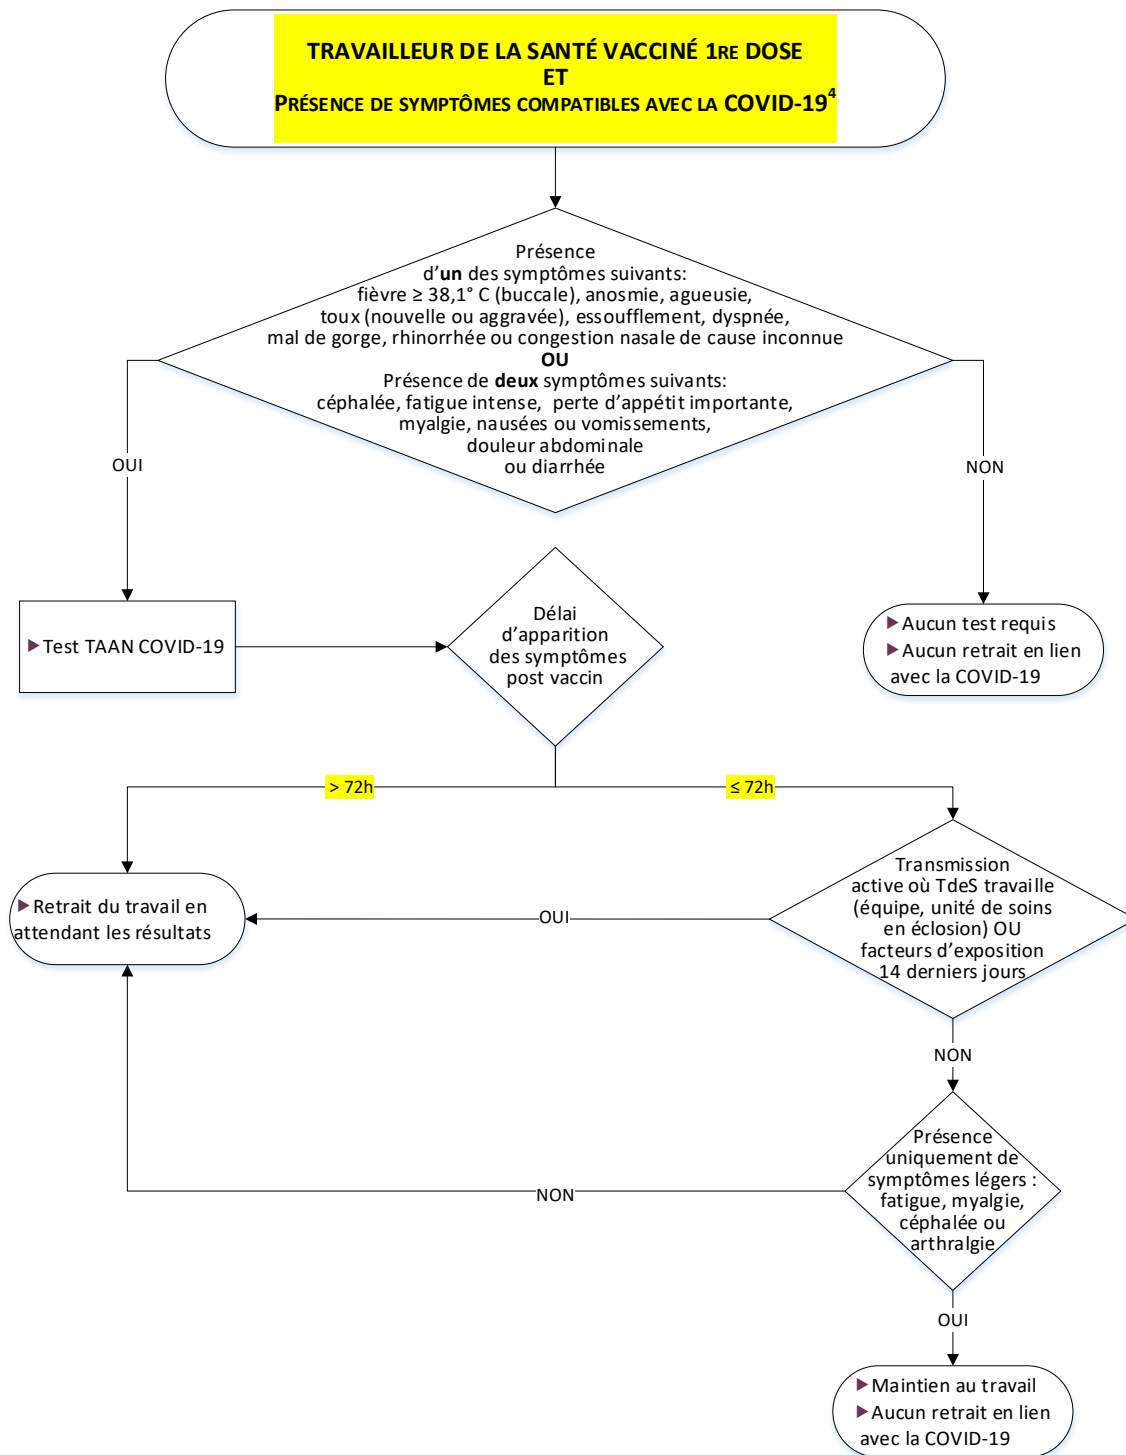 TRAVAILLEUR DE LA SANTÉ VACCINÉ 1RE DOSE
ET
PRÉSENCE DE SYMPTÔMES COMPATIBLES AVEC LA COVID-19⁴
Présence
d'un des symptômes suivants:
fièvre ≥ 38,1° C (buccale), anosmie, agueusie,
toux (nouvelle ou aggravée), essoufflement, dyspnée,
mal de gorge, rhinorrhée ou congestion nasale de cause inconnue
OU
Présence de deux symptômes suivants:
céphalée, fatigue intense, perte d'appétit importante,
myalgie, nausées ou vomissements,
douleur abdominale
ou diarrhée
OUI
NON
▶ Test TAAN COVID-19
Délai
d'apparition
des symptômes
post vaccin
▶ Aucun test requis
▶ Aucun retrait en lien
avec la COVID-19
> 72h
≤ 72h
▶ Retrait du travail en
attendant les résultats
OUI
Transmission
active où TdeS travaille
(équipe, unité de soins
en éclosion) OU
facteurs d'exposition
14 derniers jours
NON
Présence
uniquement de
symptômes légers :
fatigue, myalgie,
céphalée ou
arthralgie
NON
OUI
▶ Maintien au travail
▶ Aucun retrait en lien
avec la COVID-19